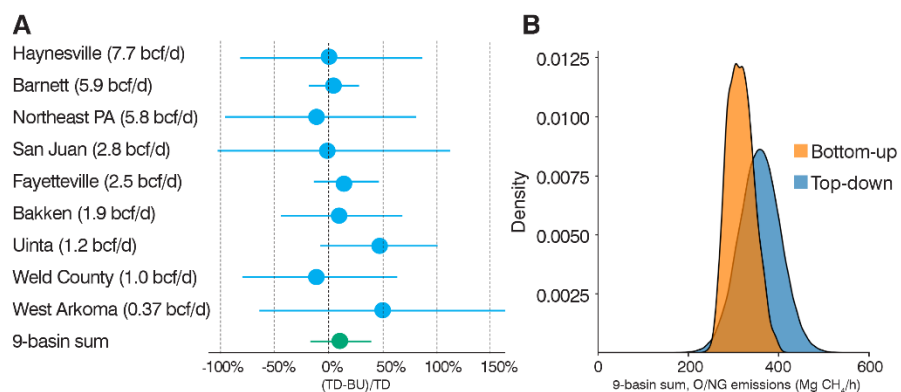 A
Haynesville (7.7 bcf/d)
Barnett (5.9 bcf/d)
Northeast PA (5.8 bcf/d)
San Juan (2.8 bcf/d)
Fayetteville (2.5 bcf/d)
Bakken (1.9 bcf/d)
Uinta (1.2 bcf/d)
Weld County (1.0 bcf/d)
West Arkoma (0.37 bcf/d)
9-basin sum
-100% -50% 0% 50% 100% 150%
(TD-BU)/TD
B
0.0125
0.0100
0.0075
0.0050
0.0025
Density
Bottom-up
Top-down
0 200 400 600
9-basin sum, O/NG emissions (Mg CH₄/h)